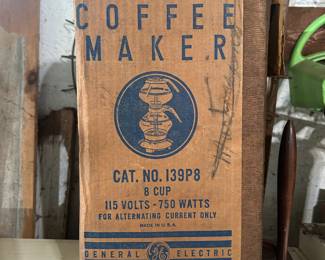 COFFEE
MAKER
CAT. NO. 139P8
8 CUP
115 VOLTS - 750 WATTS
FOR ALTERNATING CURRENT ONLY
MADE IN U.S.A.
GENERAL GE ELECTRIC